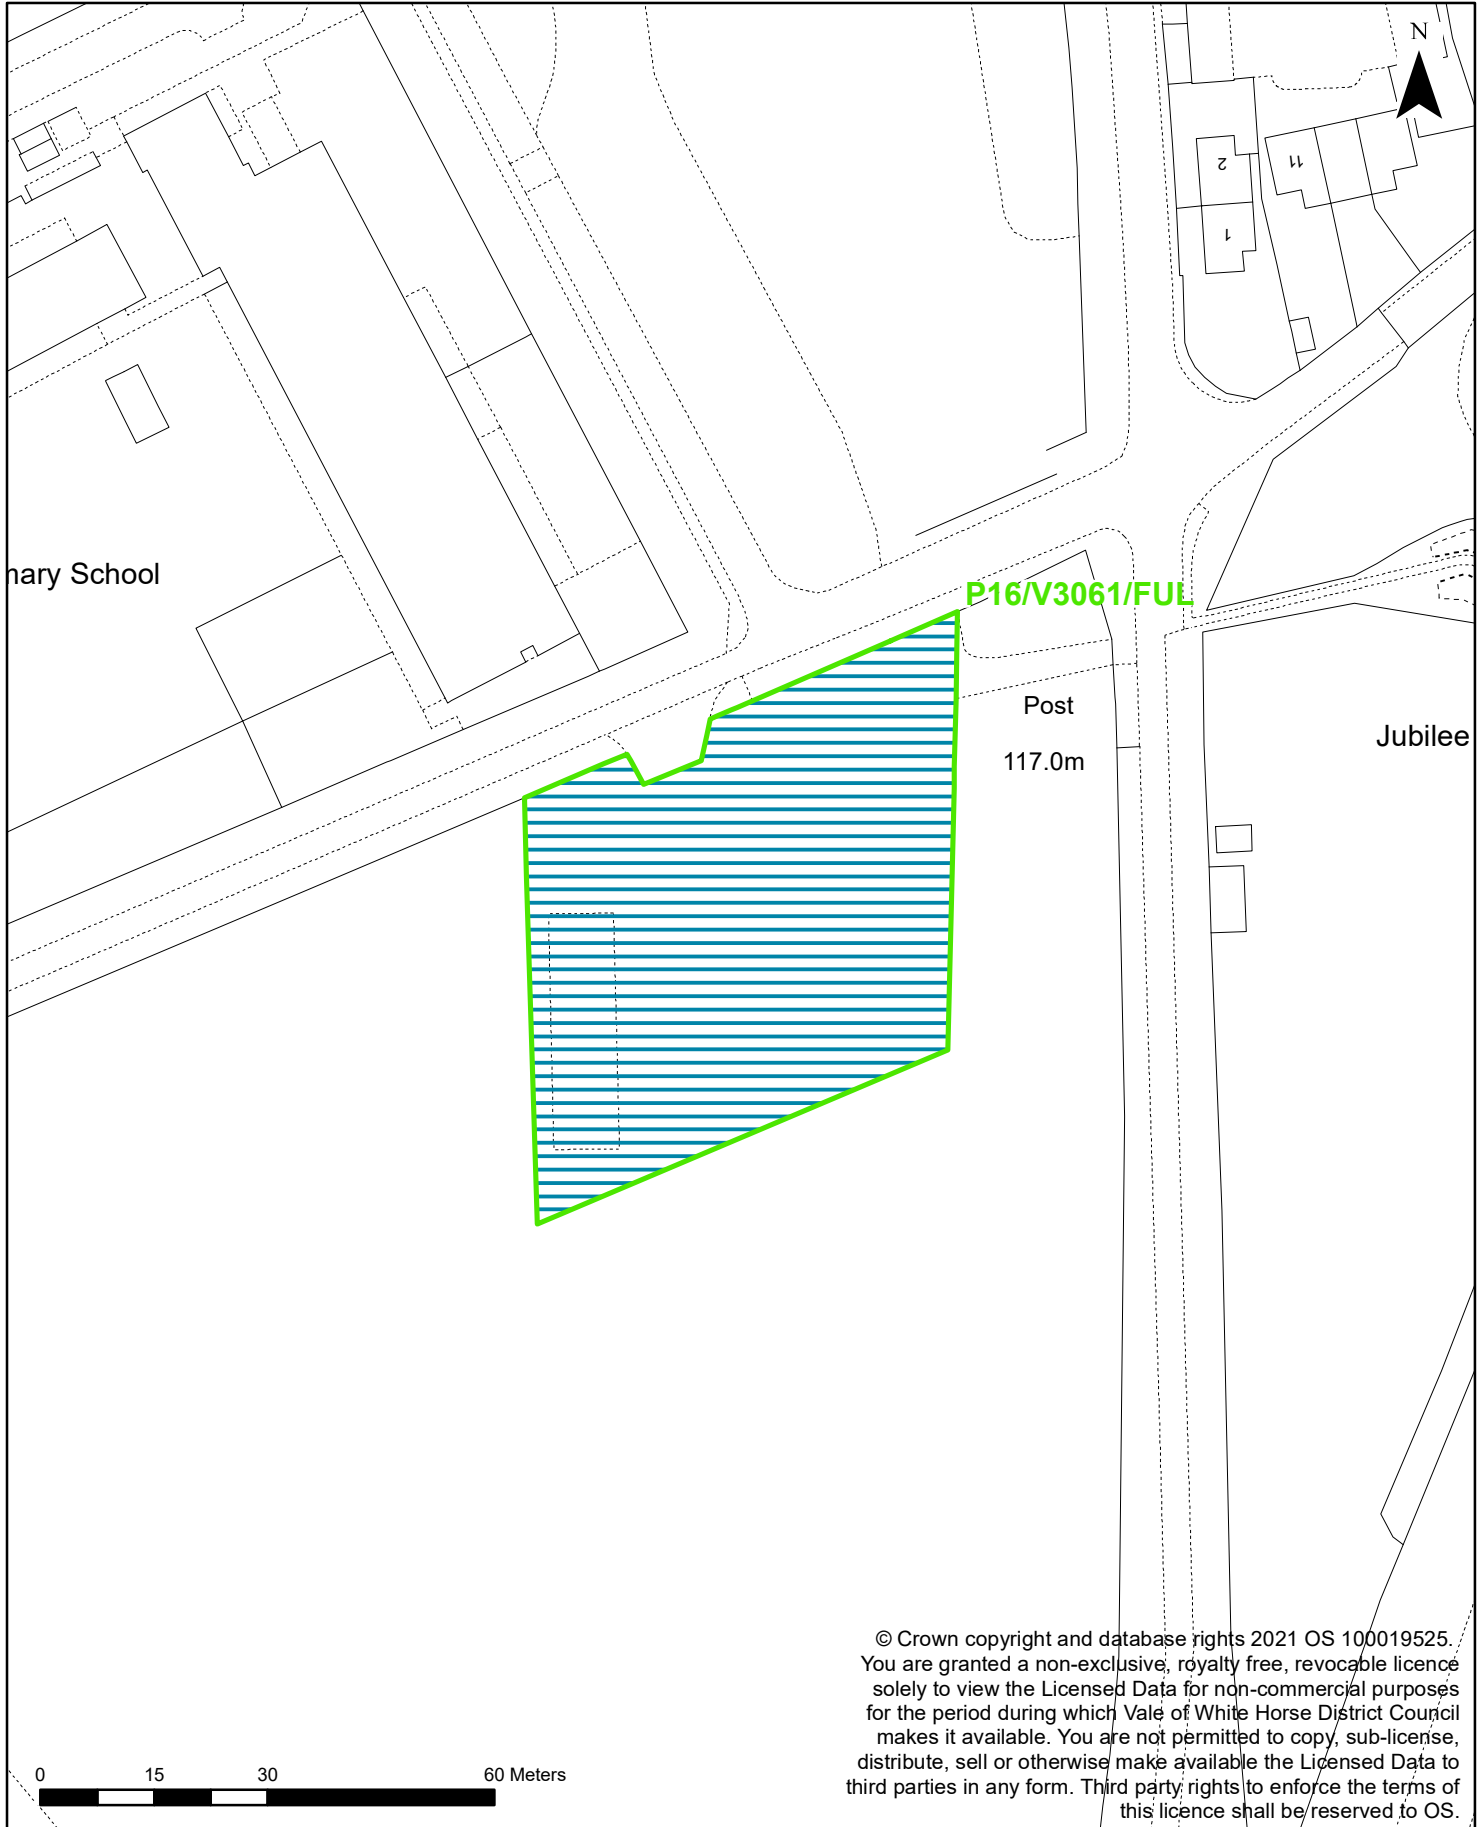 N
2
11
1
mary School
P16/V3061/FUL
Post
117.0m
Jubilee
© Crown copyright and database rights 2021 OS 100019525.
You are granted a non-exclusive, royalty free, revocable licence
solely to view the Licensed Data for non-commercial purposes
for the period during which Vale of White Horse District Council
makes it available. You are not permitted to copy, sub-license,
distribute, sell or otherwise make available the Licensed Data to
third parties in any form. Third party rights to enforce the terms of
this licence shall be reserved to OS.
0 15 30 60 Meters